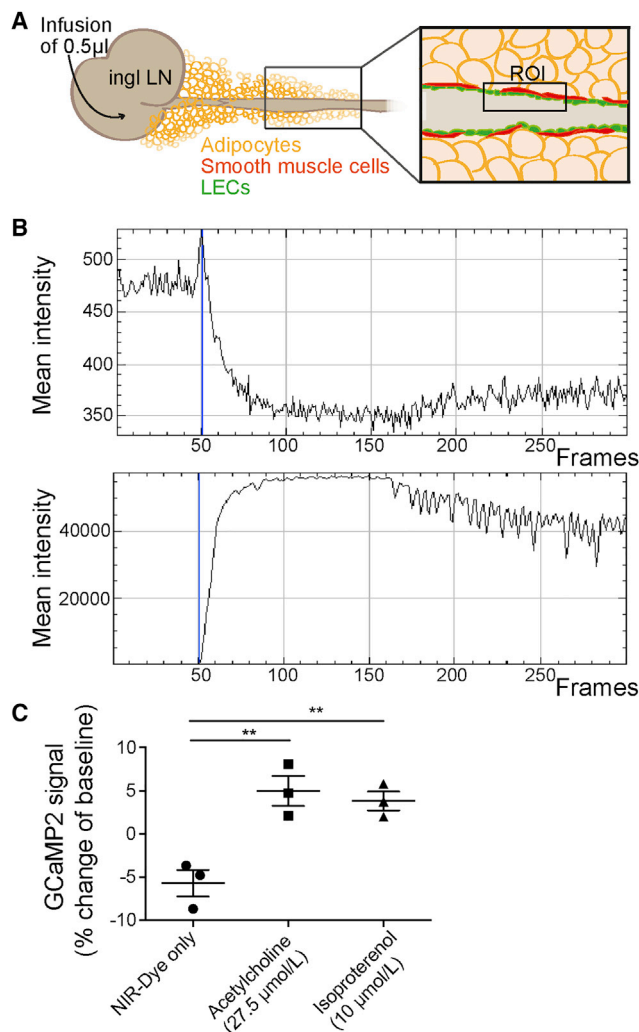 A
Infusion
of 0.5µl
ingl LN
ROI
Adipocytes
Smooth muscle cells
LECs
B
Mean intensity
500
450
400
350
50
100
150
200
250
Frames
Mean intensity
40000
20000
50
100
150
200
250
Frames
C
GCaMP2 signal
(% change of baseline)
**
**
10
5
0
-5
-10
NIR-Dye only
Acetylcholine
(27.5 µmol/L)
Isoproterenol
(10 µmol/L)